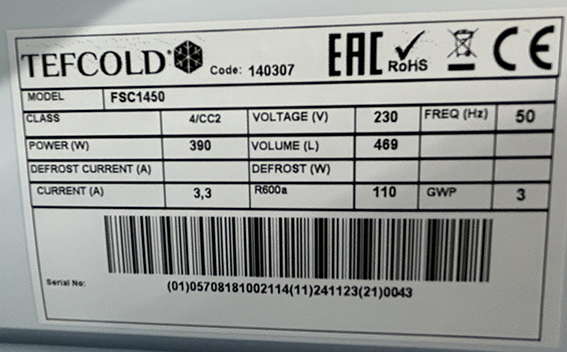 TEFCOLD Code: 140307 EAC RoHS CE
MODEL FSC1450
CLASS 4/CC2 VOLTAGE (V) 230 FREQ (Hz) 50
POWER (W) 390 VOLUME (L) 469
DEFROST CURRENT (A) DEFROST (W)
CURRENT (A) 3,3 R600a 110 GWP 3
Serial No: (01)05708181002114(11)241123(21)0043